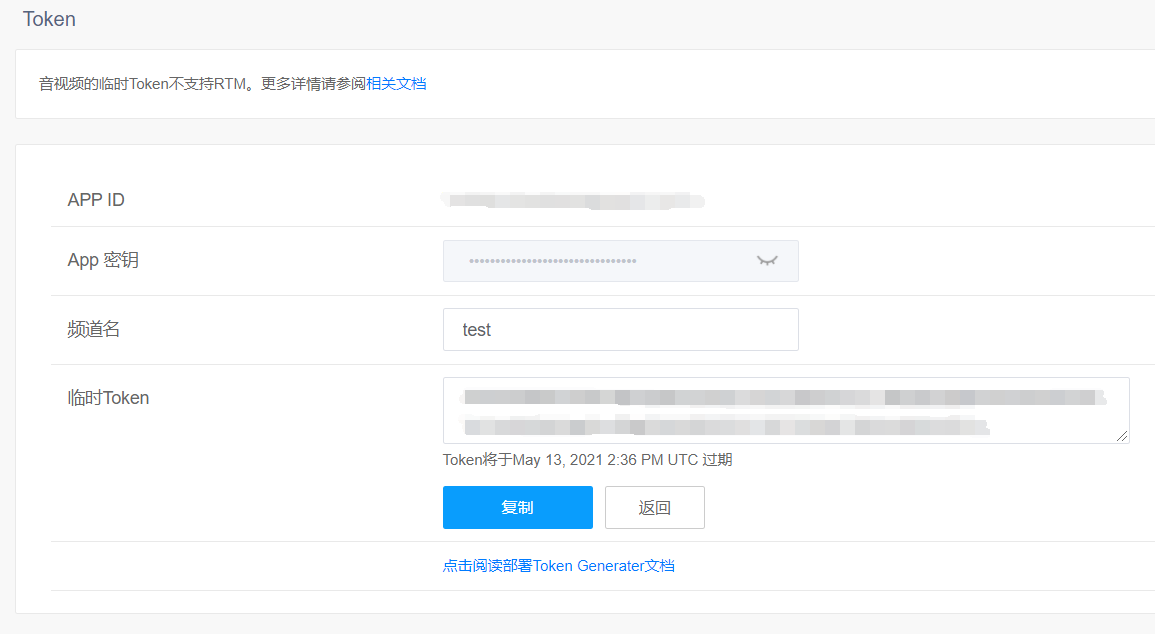 Token
音视频的临时Token不支持RTM。更多详情请参阅相关文档
APP ID
App 密钥
频道名
test
临时Token
Token将于May 13, 2021 2:36 PM UTC 过期
复制
返回
点击阅读部署Token Generater文档